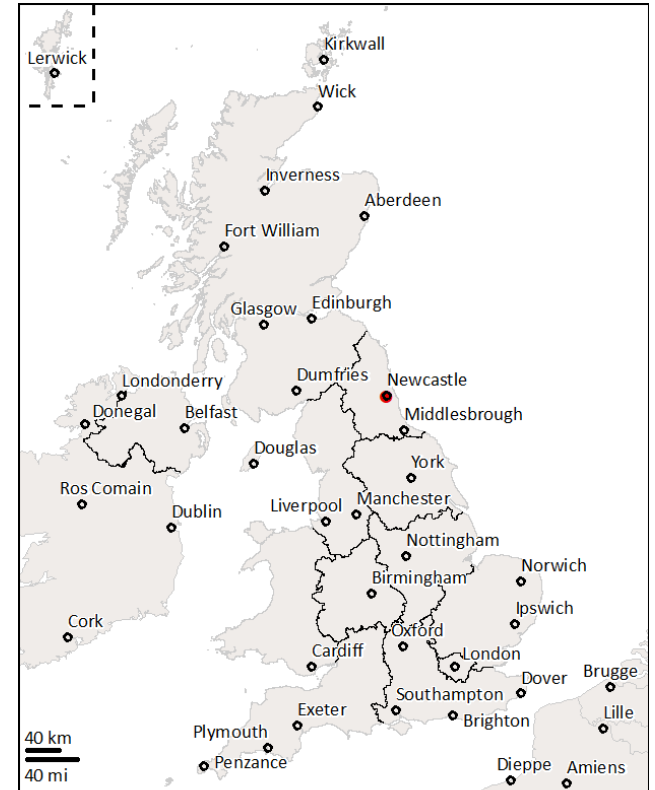 Kirkwall
Lerwick
Wick
Inverness
Aberdeen
Fort William
Edinburgh
Glasgow
Dumfries
Newcastle
Londonderry
Donegal
Belfast
Middlesbrough
Douglas
York
Ros Comain
Liverpool
Manchester
Dublin
Nottingham
Norwich
Birmingham
Ipswich
Cork
Oxford
Cardiff
London
Dover
Brugge
Southampton
Exeter
Brighton
Lille
Plymouth
40 km
Penzance
Dieppe
Amiens
40 mi